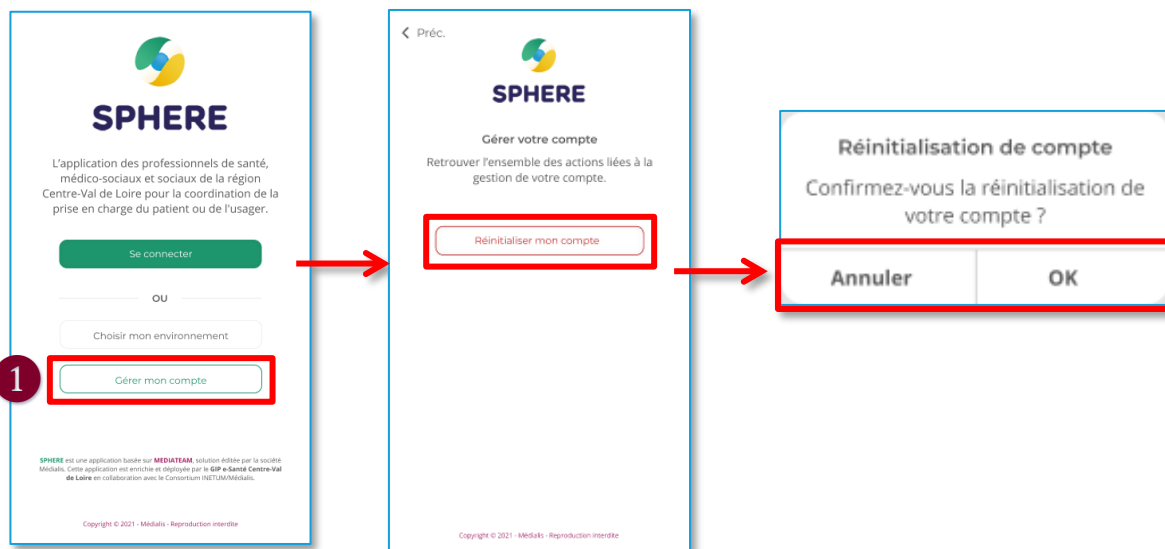 SPHERE
L'application des professionnels de santé,
médico-sociaux et sociaux de la région
Centre-Val de Loire pour la coordination de la
prise en charge du patient ou de l'usager.
Se connecter
OU
Choisir mon environnement
1
Gérer mon compte
SPHERE est une application basée sur MEDIATEAM, solution éditée par la société
Médialis. Cette application est enrichie et déployée par le GIP e-Santé Centre-Val
de Loire en collaboration avec le Consortium INETUM/Médialis.
Copyright © 2021 - Médialis - Reproduction interdite
Préc.
SPHERE
Gérer votre compte
Retrouver l'ensemble des actions liées à la
gestion de votre compte.
Réinitialiser mon compte
Copyright © 2021 - Médialis - Reproduction interdite
Réinitialisation de compte
Confirmez-vous la réinitialisation de
votre compte ?
Annuler
OK